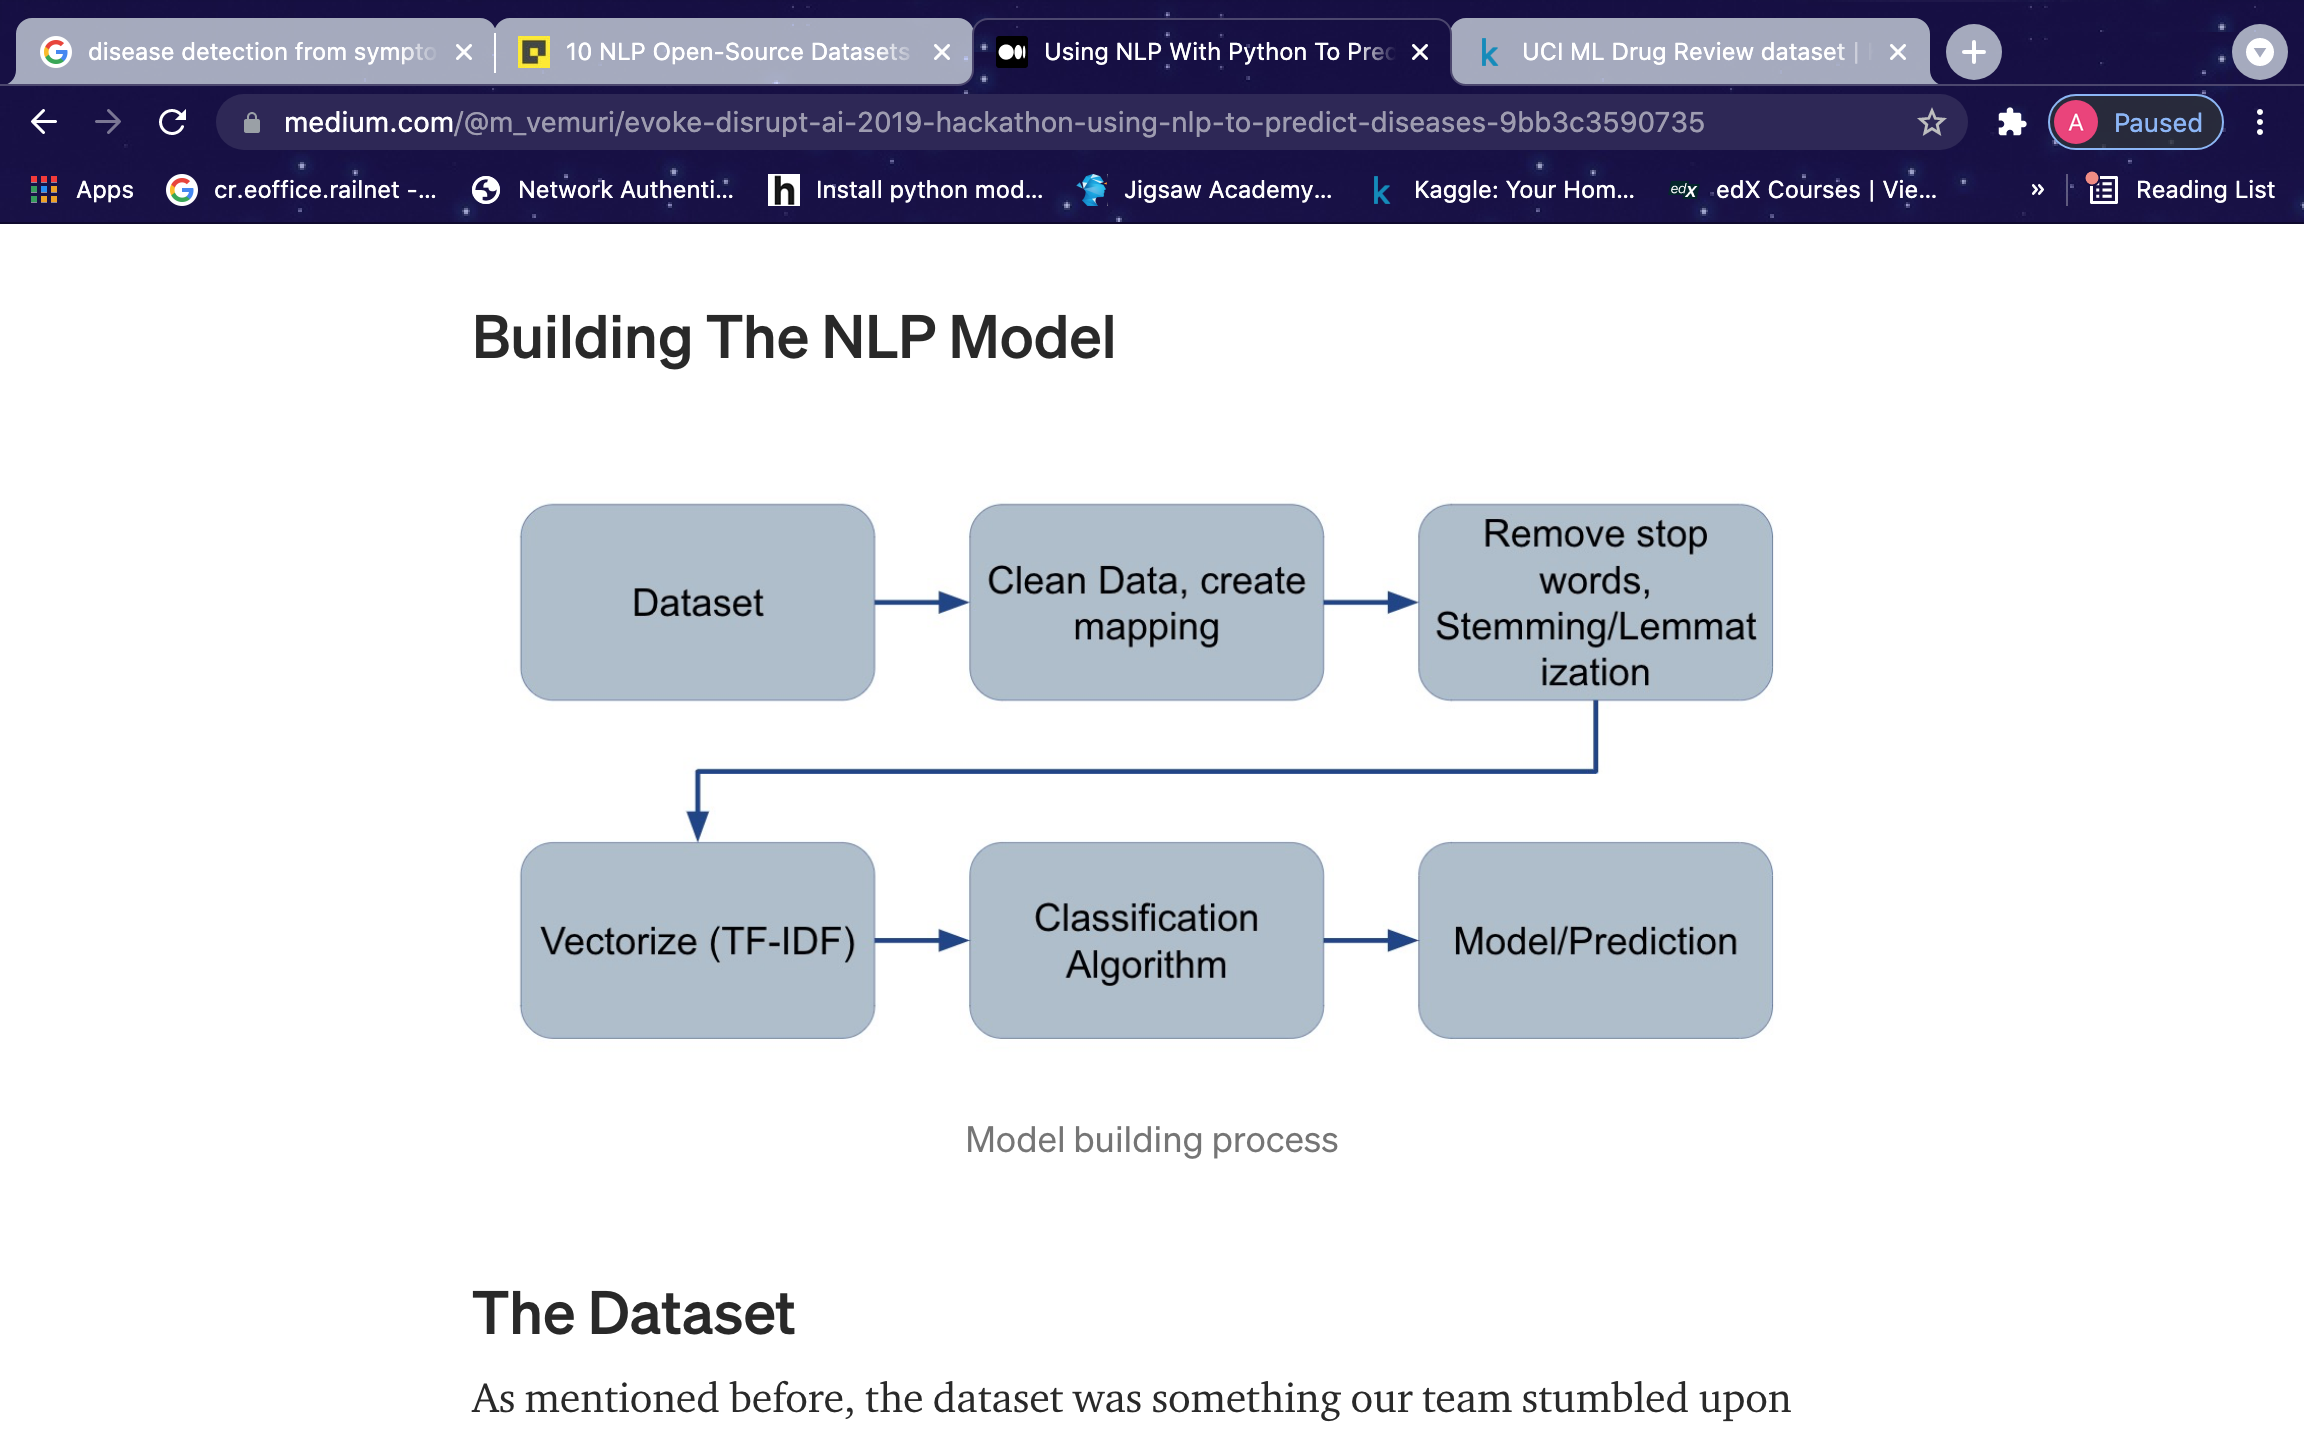 disease detection from sympto
10 NLP Open-Source Datasets
Using NLP With Python To Prec
UCI ML Drug Review dataset |
medium.com/@m_vemuri/evoke-disrupt-ai-2019-hackathon-using-nlp-to-predict-diseases-9bb3c3590735
A Paused
Apps
cr.eoffice.railnet -...
Network Authenti...
h Install python mod...
Jigsaw Academy...
k Kaggle: Your Hom...
edX edX Courses | Vie...
»
Reading List
Building The NLP Model
Dataset
Clean Data, create
mapping
Remove stop
words,
Stemming/Lemmat
ization
Vectorize (TF-IDF)
Classification
Algorithm
Model/Prediction
Model building process
The Dataset
As mentioned before, the dataset was something our team stumbled upon